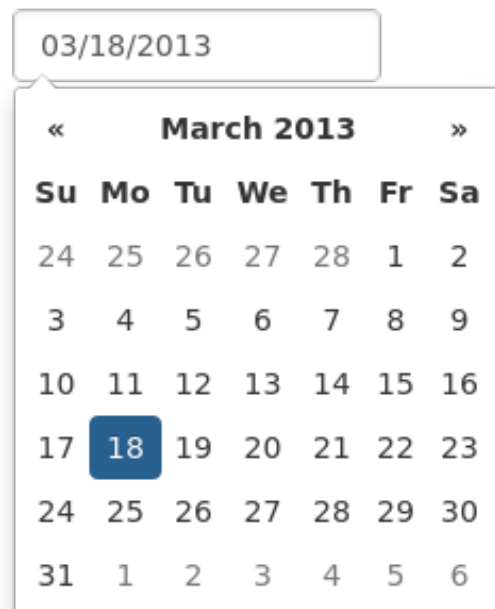 03/18/2013
« March 2013 »
Su Mo Tu We Th Fr Sa
24 25 26 27 28 1 2
3 4 5 6 7 8 9
10 11 12 13 14 15 16
17 18 19 20 21 22 23
24 25 26 27 28 29 30
31 1 2 3 4 5 6